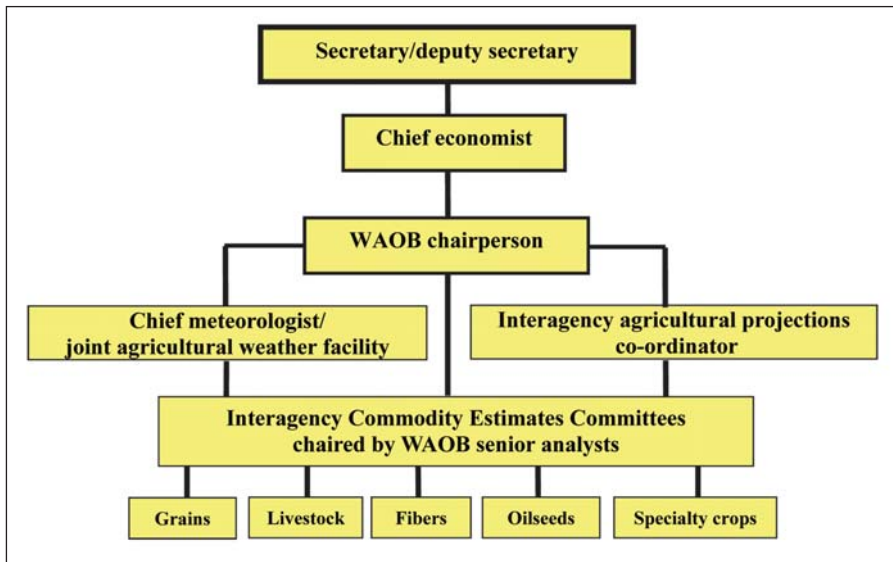 Secretary/deputy secretary
Chief economist
WAOB chairperson
Chief meteorologist/
joint agricultural weather facility
Interagency agricultural projections
co-ordinator
Interagency Commodity Estimates Committees
chaired by WAOB senior analysts
Grains
Livestock
Fibers
Oilseeds
Specialty crops